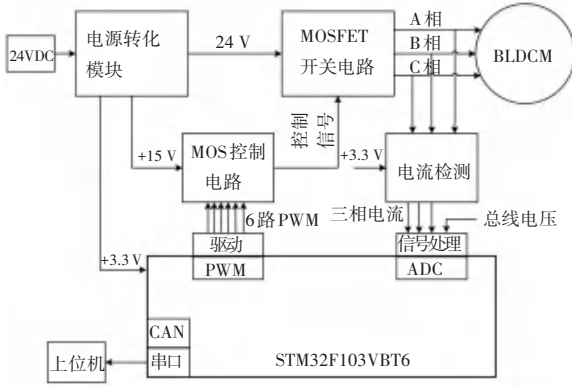 24VDC
电源转化
模块
24 V
MOSFET
开关电路
A相
B相
C相
BLDCM
控制
信号
+15 V
MOS控制
电路
+3.3 V
电流检测
6路PWM
三相电流
总线电压
驱动
PWM
信号处理
ADC
+3.3 V
CAN
串口
上位机
STM32F103VBT6